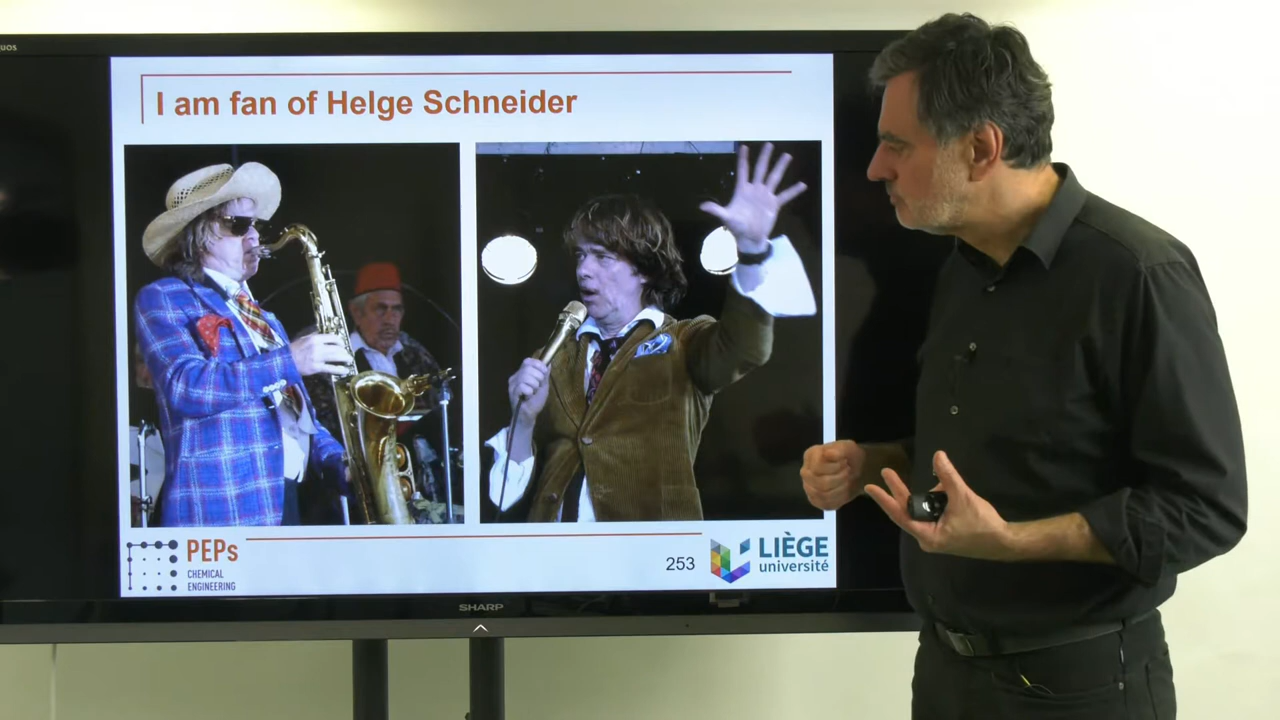 I am fan of Helge Schneider
PEPs
CHEMICAL
ENGINEERING
253
LIÈGE
université
SHARP